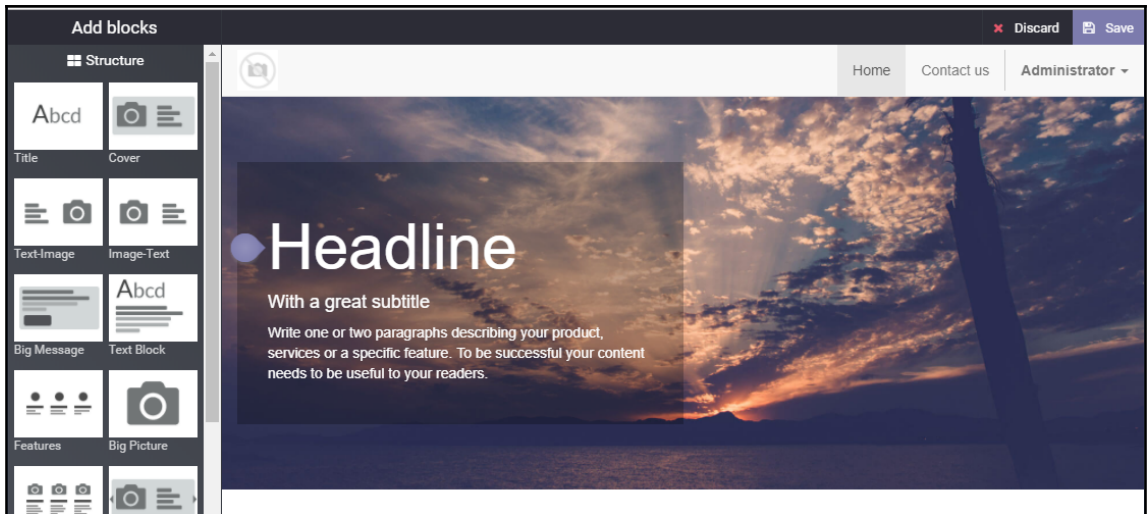 Add blocks
Discard
Save
Structure
Home
Contact us
Administrator
Abcd
Title
Cover
Text-Image
Image-Text
Abcd
Big Message
Text Block
Features
Big Picture
Headline
With a great subtitle
Write one or two paragraphs describing your product,
services or a specific feature. To be successful your content
needs to be useful to your readers.